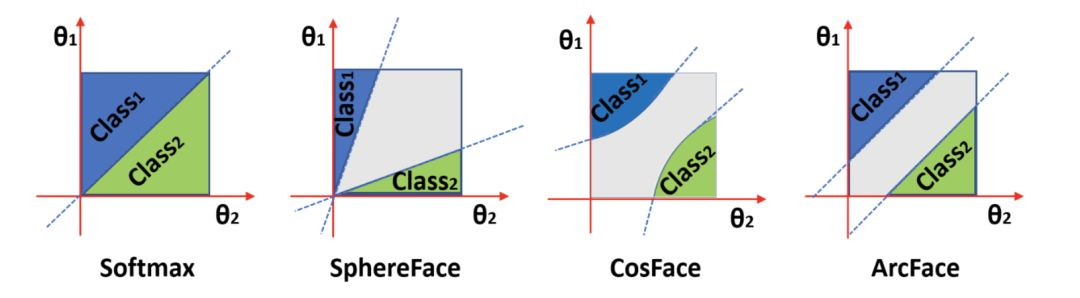 θ1
Class1
Class2
θ2
Softmax
θ1
Class1
Class2
θ2
SphereFace
θ1
Class1
Class2
θ2
CosFace
θ1
Class1
Class2
θ2
ArcFace